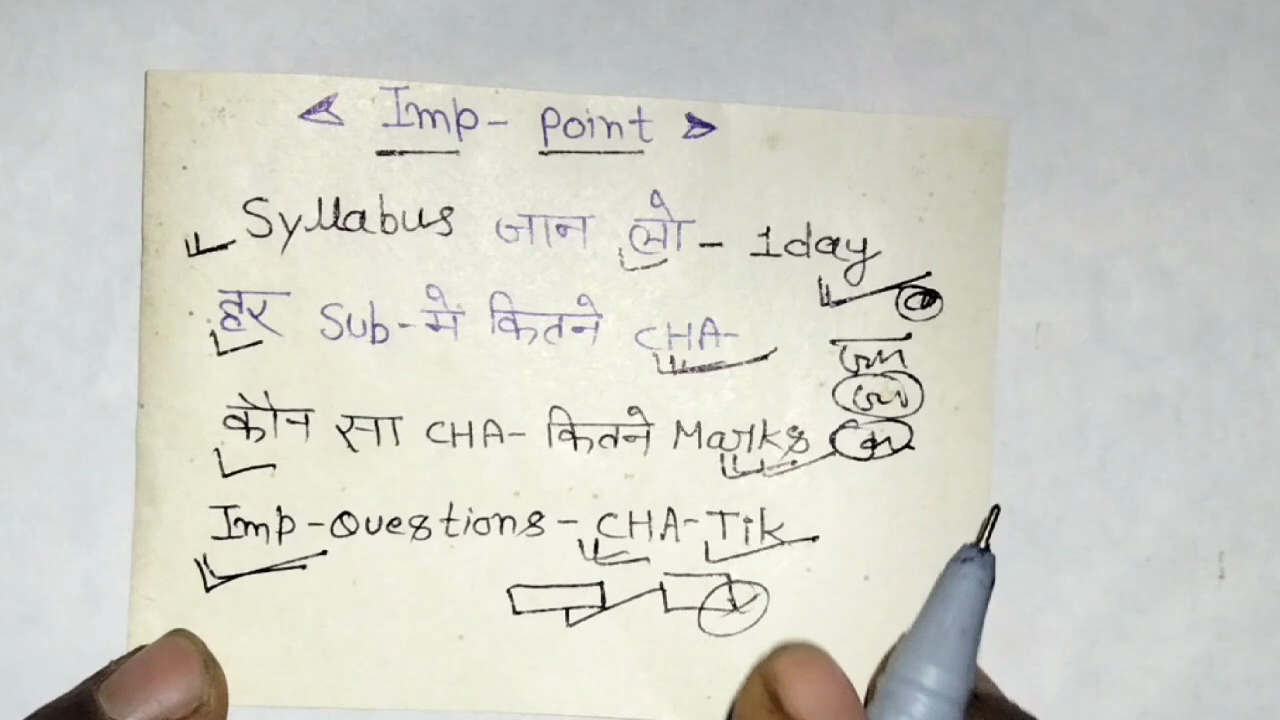 Imp- point
Syllabus जान लो - 1day
हर Sub-में कितने CHA-
कौन सा CHA- कितने Marks
Imp-Questions-CHA-Tik